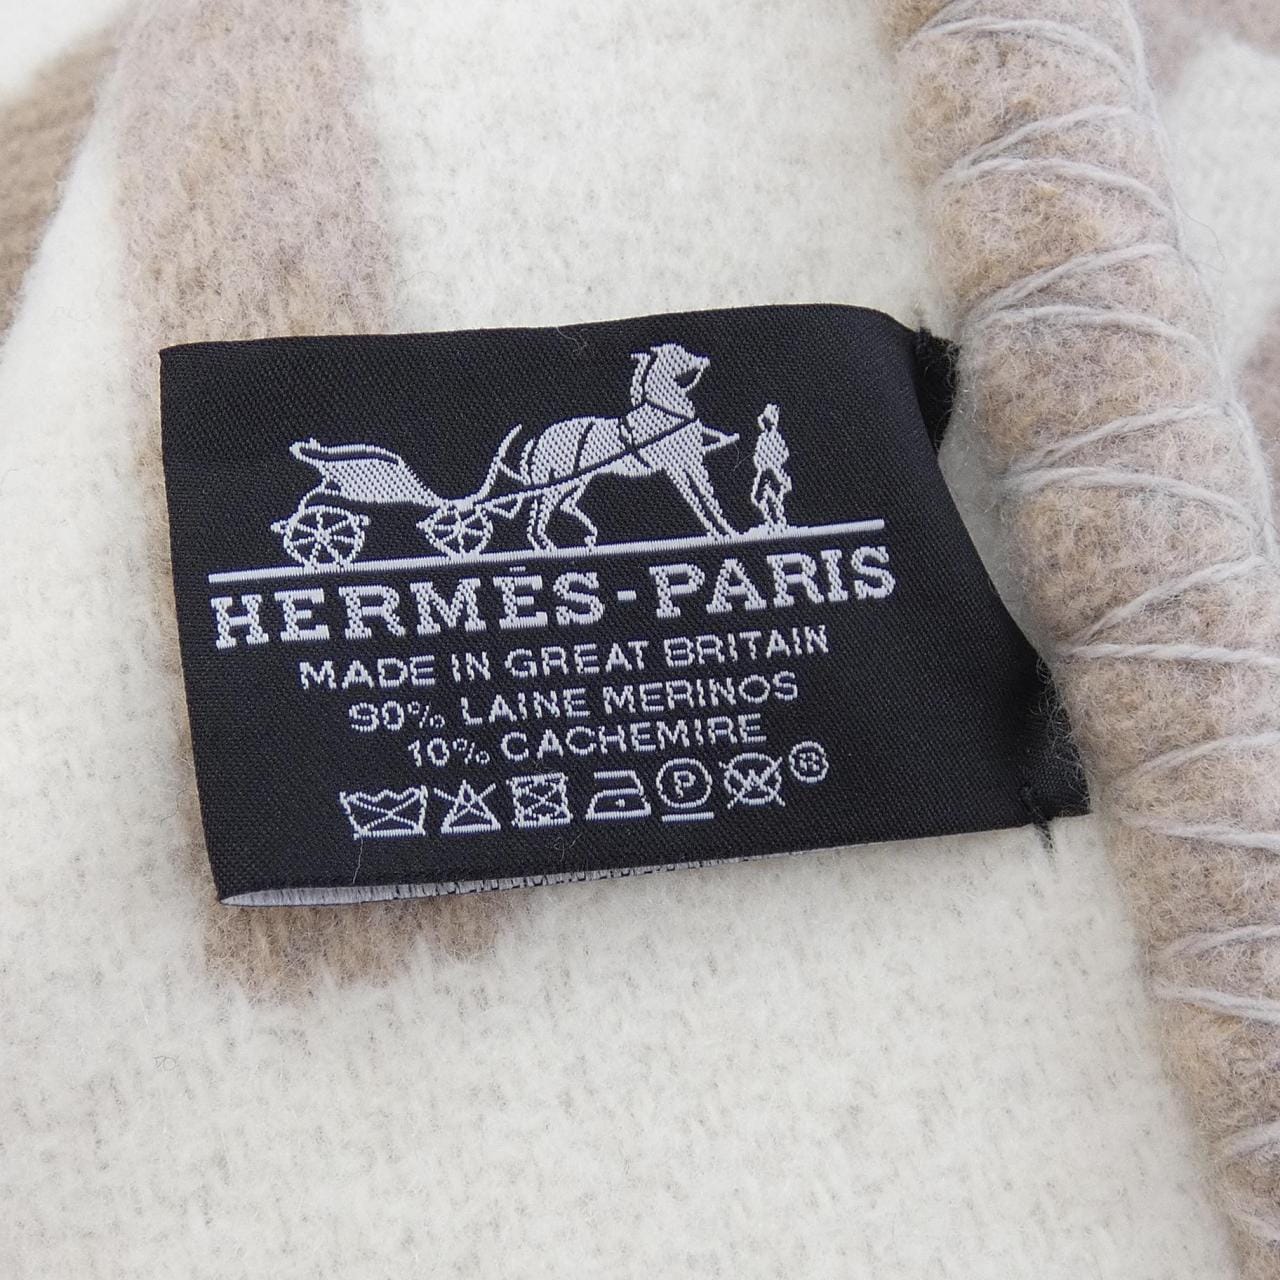 HERMÈS-PARIS
MADE IN GREAT BRITAIN
90% LAINE MERINOS
10% CACHEMIRE
P W ®